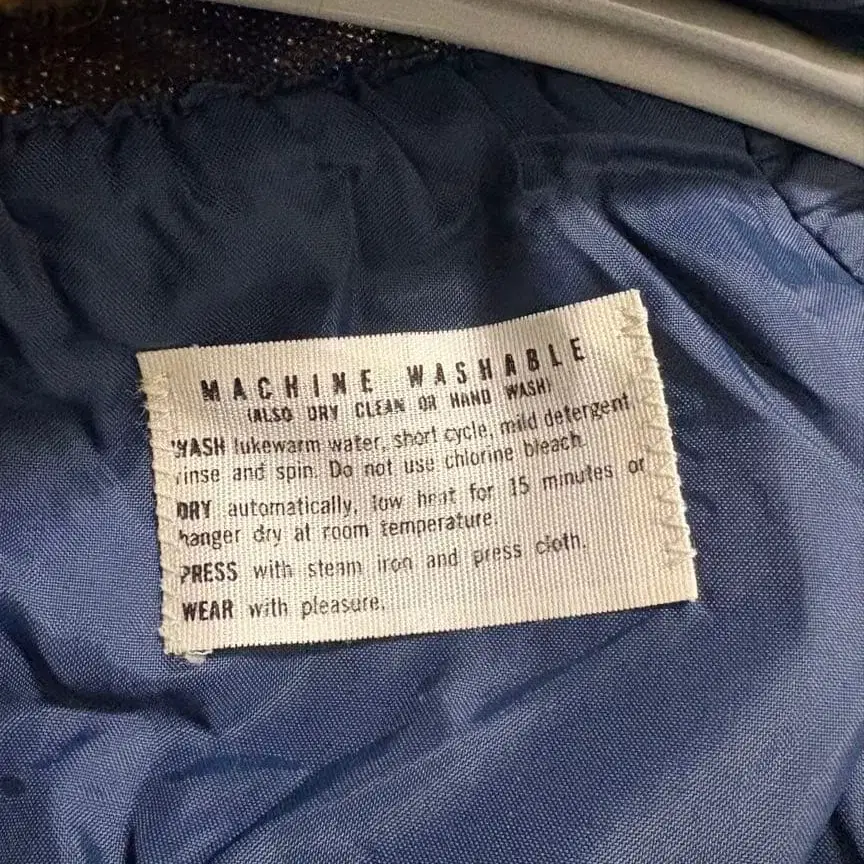 MACHINE WASHABLE
(ALSO DRY CLEAN OR HAND WASH)
WASH lukewarm water, short cycle, mild detergent,
rinse and spin. Do not use chlorine bleach.
DRY automatically, low heat for 15 minutes or
hanger dry at room temperature.
PRESS with steam iron and press cloth.
WEAR with pleasure.